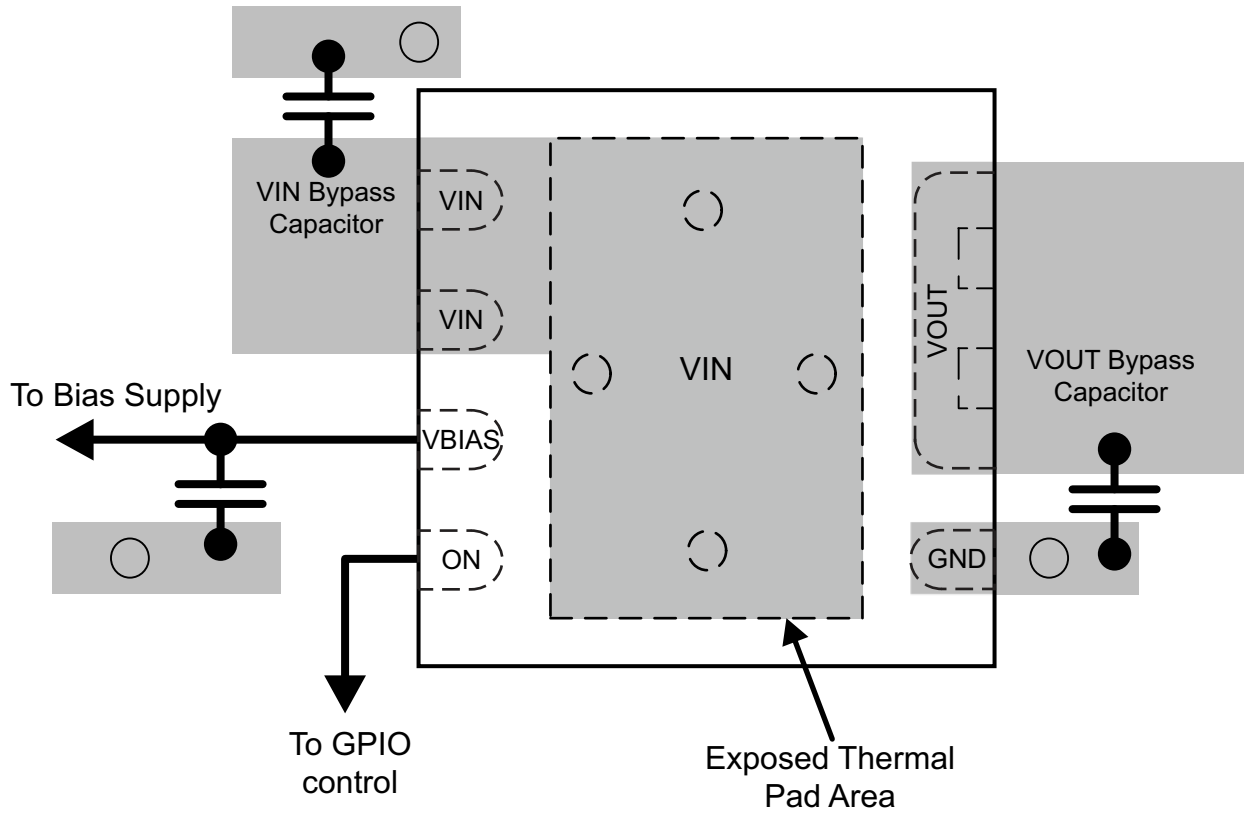 VIN Bypass
Capacitor
VIN
VIN
To Bias Supply
VBIAS
ON
To GPIO
control
VIN
Exposed Thermal
Pad Area
VOUT
VOUT Bypass
Capacitor
GND